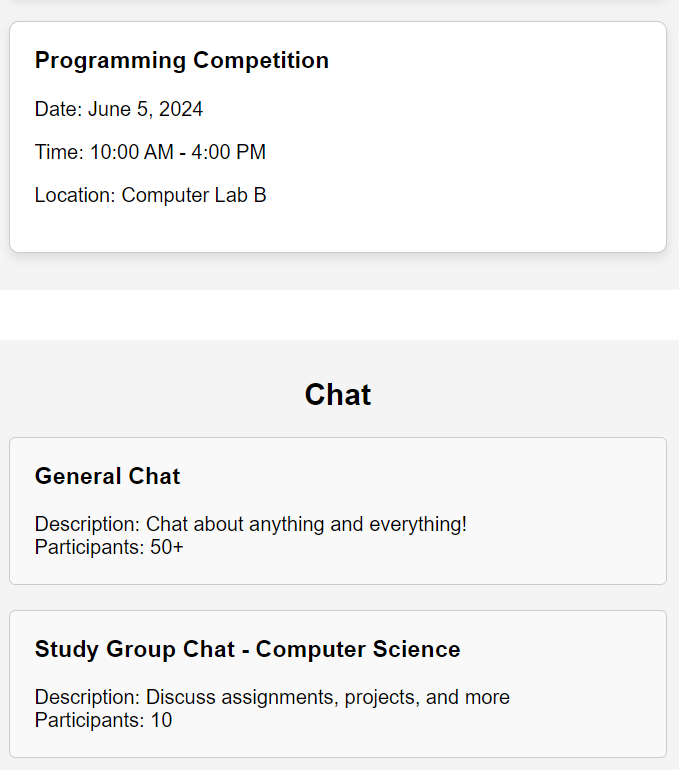 Programming Competition
Date: June 5, 2024
Time: 10:00 AM - 4:00 PM
Location: Computer Lab B
Chat
General Chat
Description: Chat about anything and everything!
Participants: 50+
Study Group Chat - Computer Science
Description: Discuss assignments, projects, and more
Participants: 10